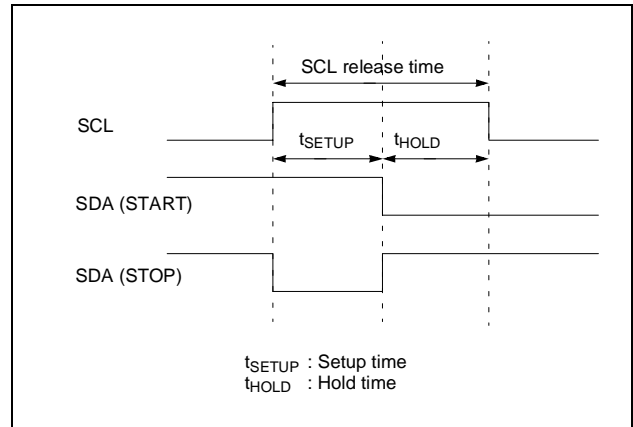 SCL release time
SCL
tSETUP
tHOLD
SDA (START)
SDA (STOP)
tSETUP : Setup time
tHOLD : Hold time